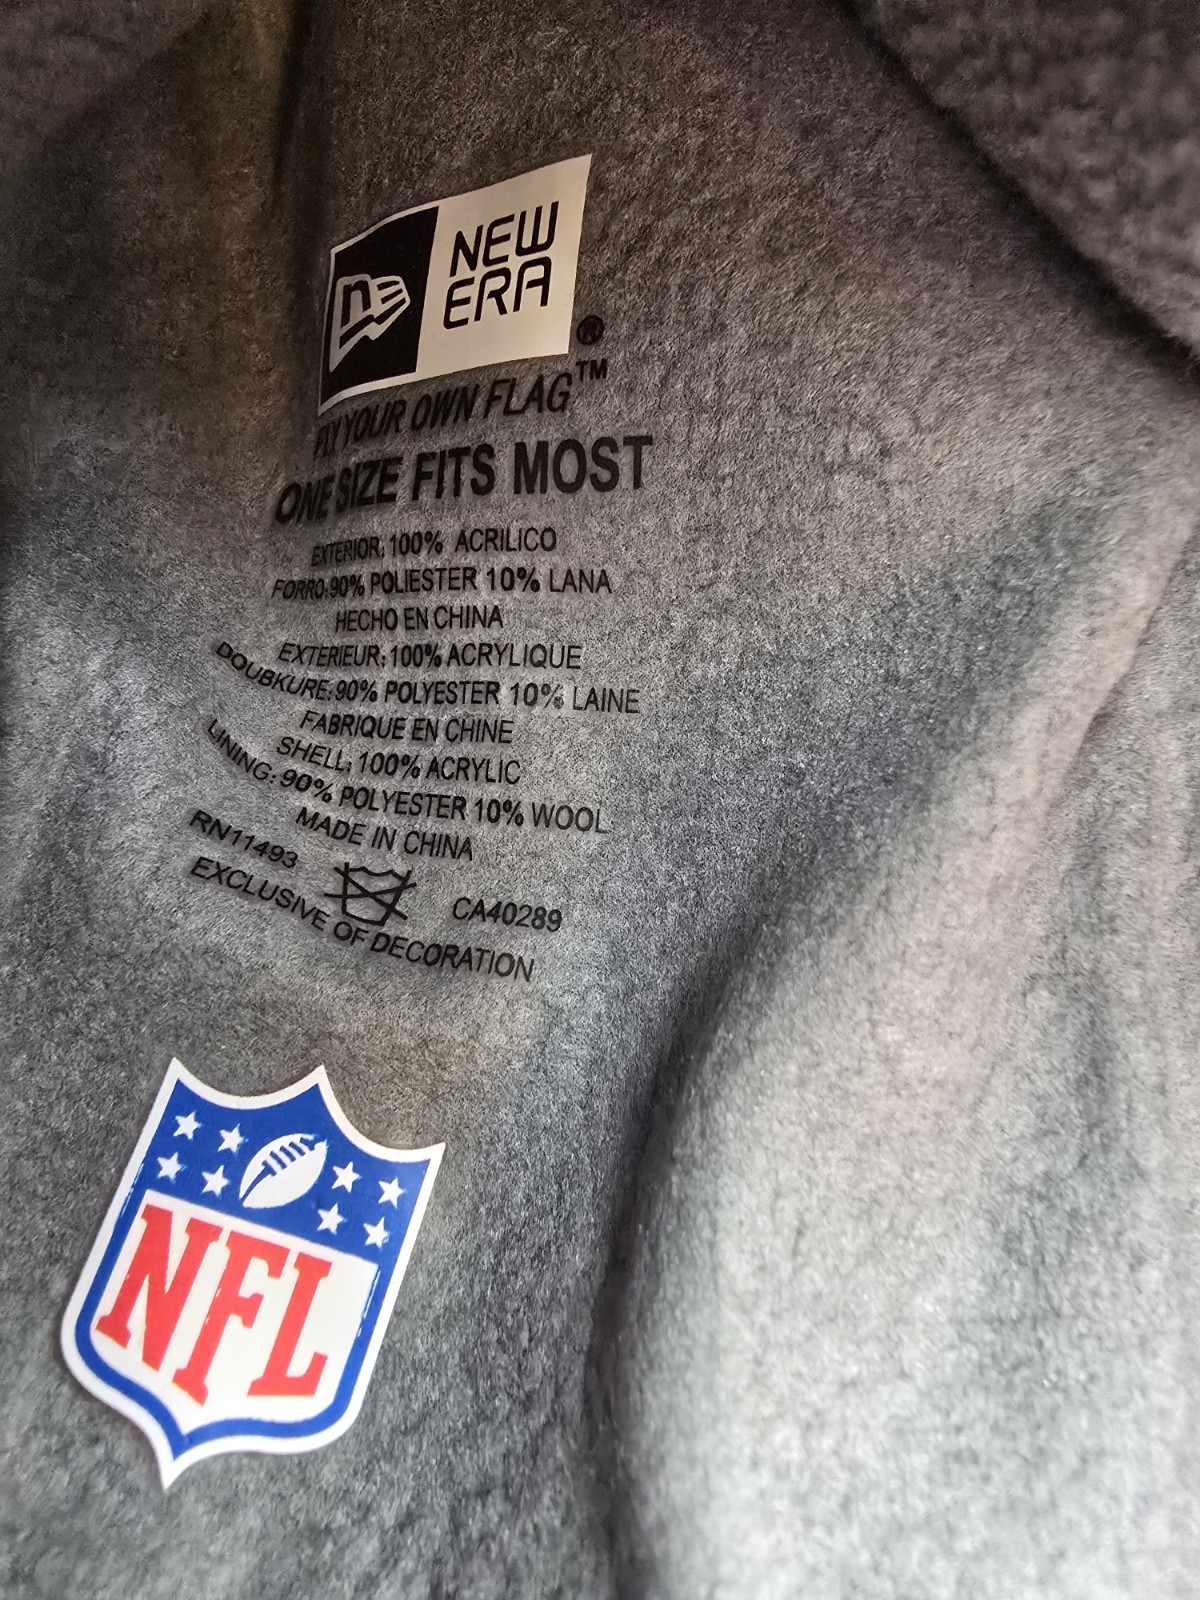 n
NEW
ERA
®
FLY YOUR OWN FLAG™
ONE SIZE FITS MOST
EXTERIOR: 100% ACRILICO
FORRO: 90% POLIESTER 10% LANA
HECHO EN CHINA
EXTERIEUR: 100% ACRYLIQUE
DOUBKURE: 90% POLYESTER 10% LAINE
FABRIQUE EN CHINE
SHELL: 100% ACRYLIC
LINING: 90% POLYESTER 10% WOOL
MADE IN CHINA
RN11493 CA40289
EXCLUSIVE OF DECORATION
NFL